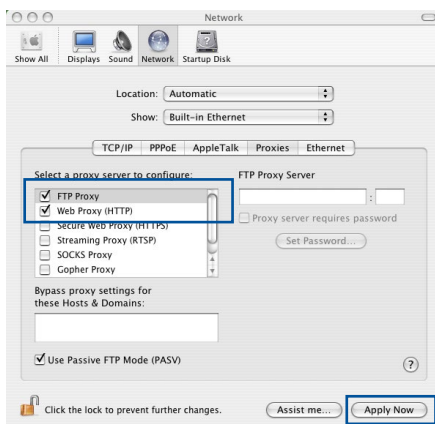 Network
Show All Displays Sound Network Startup Disk
Location: Automatic
Show: Built-in Ethernet
TCP/IP PPPoE AppleTalk Proxies Ethernet
Select a proxy server to configure:
FTP Proxy
Web Proxy (HTTP)
Secure Web Proxy (HTTPS)
Streaming Proxy (RTSP)
SOCKS Proxy
Gopher Proxy
FTP Proxy Server
:
Proxy server requires password
Set Password...
Bypass proxy settings for
these Hosts & Domains:
Use Passive FTP Mode (PASV)
?
Click the lock to prevent further changes.
Assist me... Apply Now